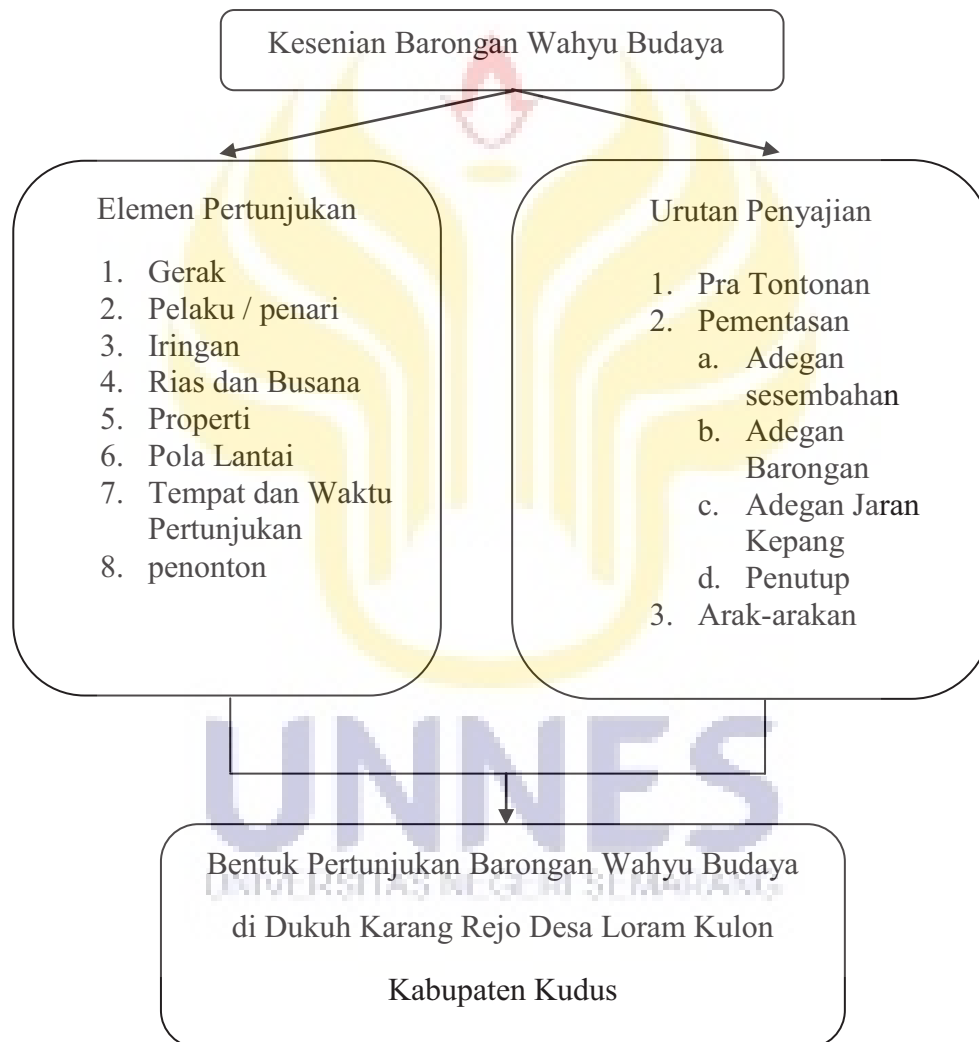 Kesenian Barongan Wahyu Budaya
Elemen Pertunjukan
1. Gerak
2. Pelaku / penari
3. Iringan
4. Rias dan Busana
5. Properti
6. Pola Lantai
7. Tempat dan Waktu
Pertunjukan
8. penonton
Urutan Penyajian
1. Pra Tontonan
2. Pementasan
a. Adegan
sesembahan
b. Adegan
Barongan
c. Adegan Jaran
Kepang
d. Penutup
3. Arak-arakan
UNNES
UNIVERSITAS NEGERI SEMARANG
Bentuk Pertunjukan Barongan Wahyu Budaya
di Dukuh Karang Rejo Desa Loram Kulon
Kabupaten Kudus